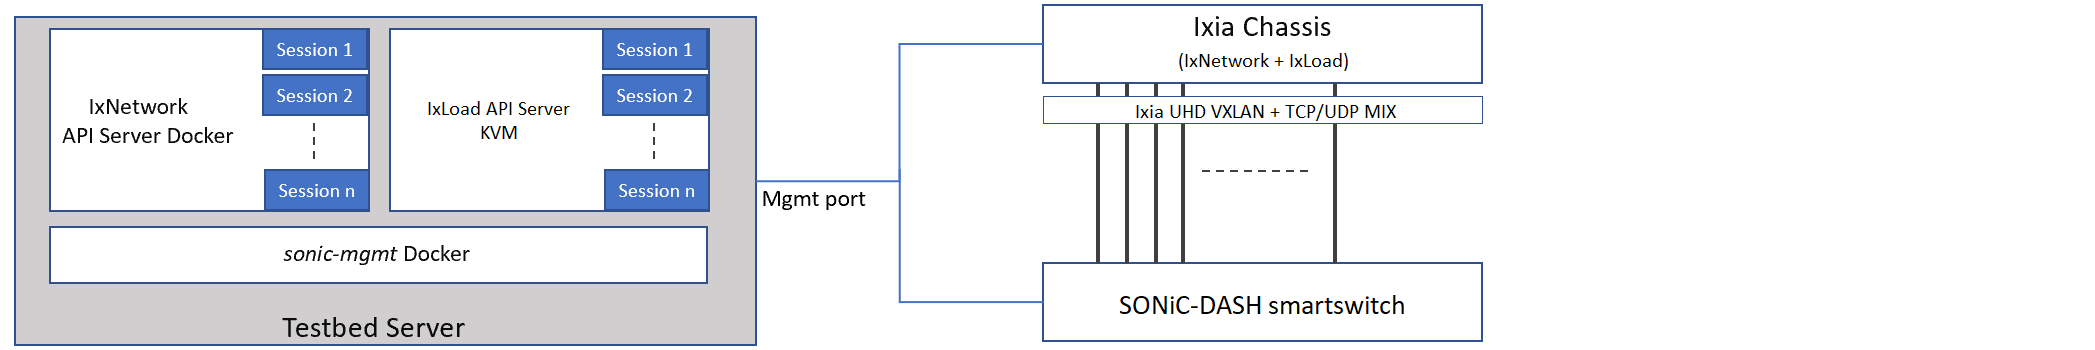 IxNetwork
API Server Docker
Session 1
Session 2
Session n
IxLoad API Server
KVM
Session 1
Session 2
Session n
sonic-mgmt Docker
Testbed Server
Mgmt port
Ixia Chassis
(IxNetwork + IxLoad)
Ixia UHD VXLAN + TCP/UDP MIX
SONiC-DASH smartswitch